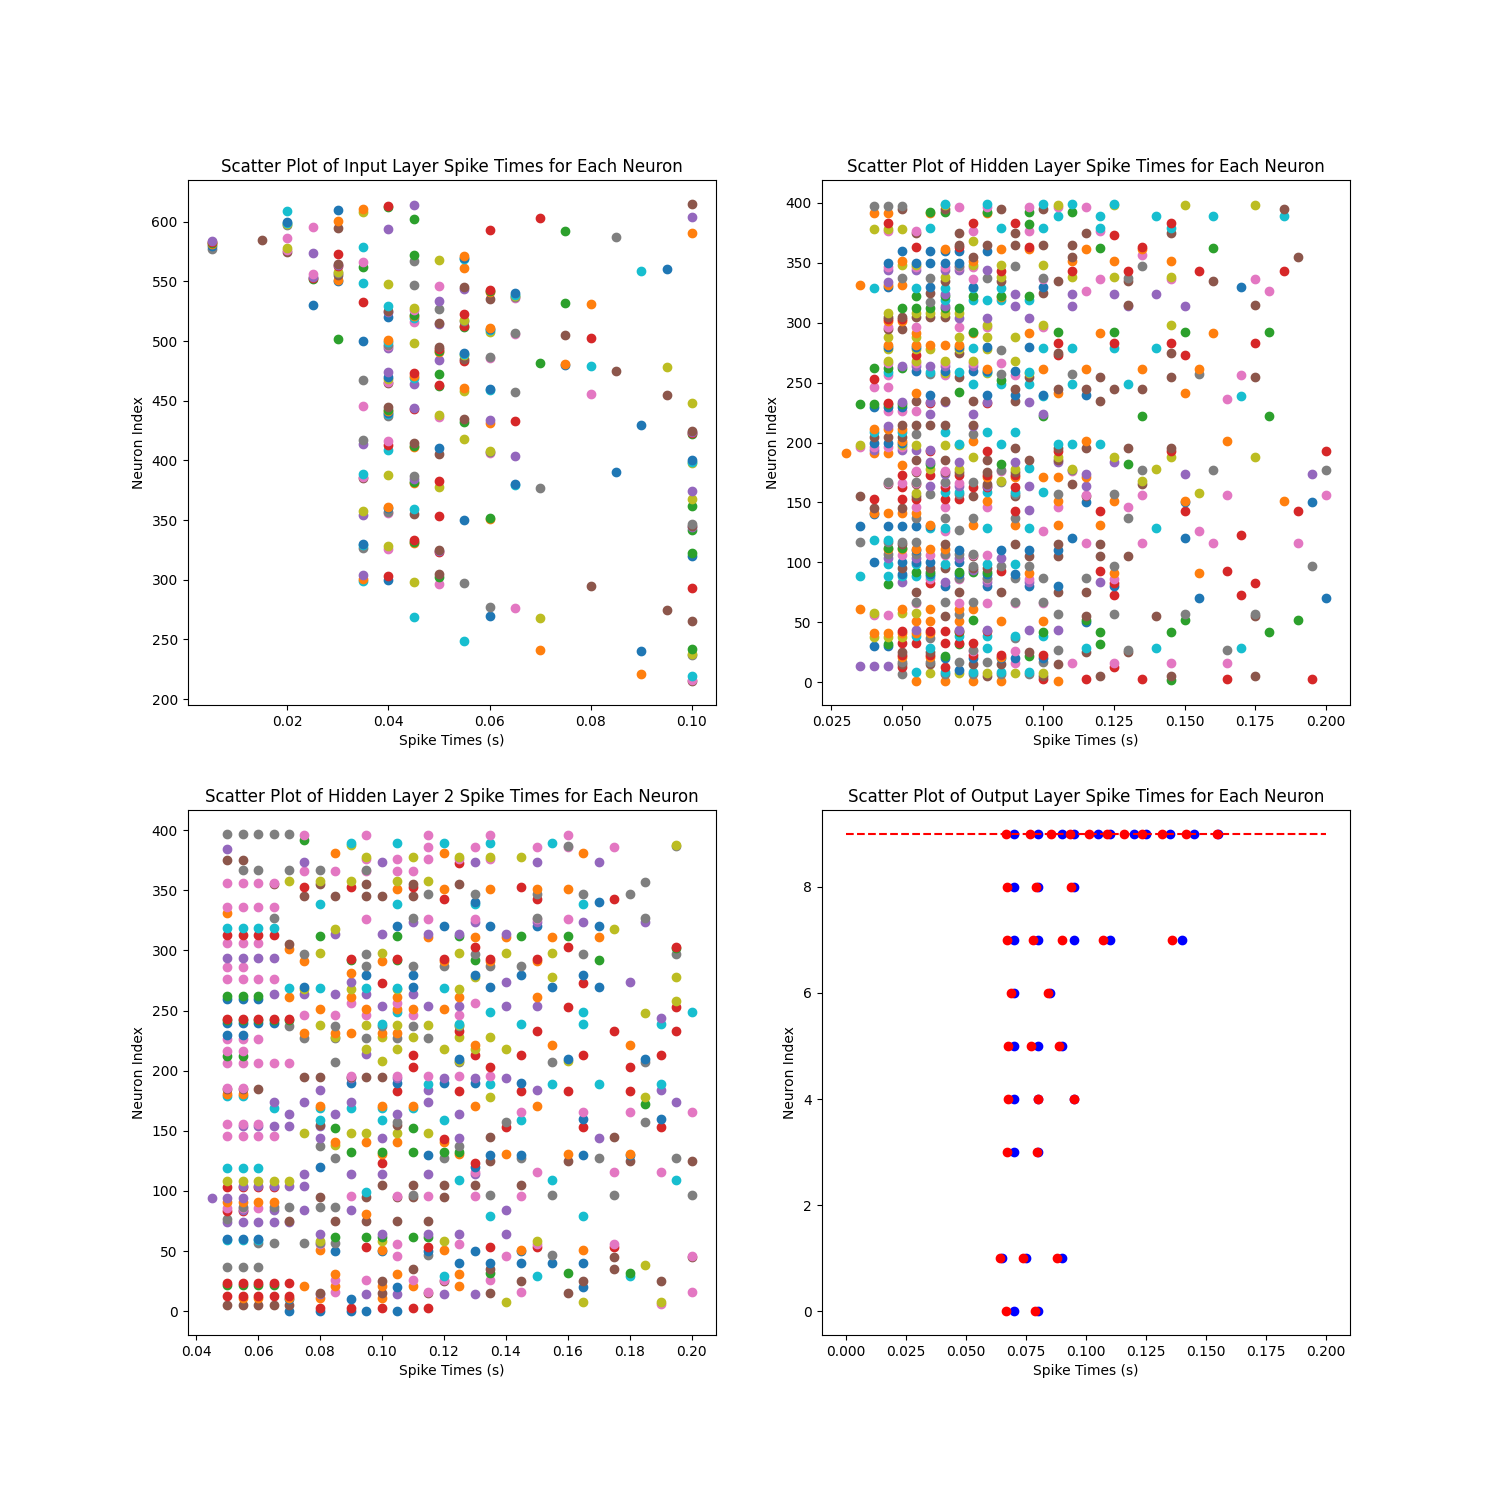 Scatter Plot of Input Layer Spike Times for Each Neuron
Neuron Index
600
550
500
450
400
350
300
250
200
0.02 0.04 0.06 0.08 0.10
Spike Times (s)
Scatter Plot of Hidden Layer Spike Times for Each Neuron
Neuron Index
400
350
300
250
200
150
100
50
0
0.025 0.050 0.075 0.100 0.125 0.150 0.175 0.200
Spike Times (s)
Scatter Plot of Hidden Layer 2 Spike Times for Each Neuron
Neuron Index
400
350
300
250
200
150
100
50
0
0.04 0.06 0.08 0.10 0.12 0.14 0.16 0.18 0.20
Spike Times (s)
Scatter Plot of Output Layer Spike Times for Each Neuron
Neuron Index
8
6
4
2
0
0.000 0.025 0.050 0.075 0.100 0.125 0.150 0.175 0.200
Spike Times (s)